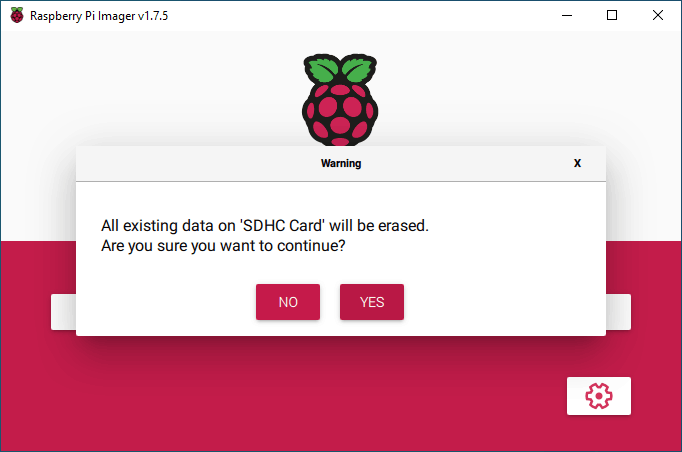 Raspberry Pi Imager v1.7.5
Warning
X
All existing data on 'SDHC Card' will be erased.
Are you sure you want to continue?
NO
YES